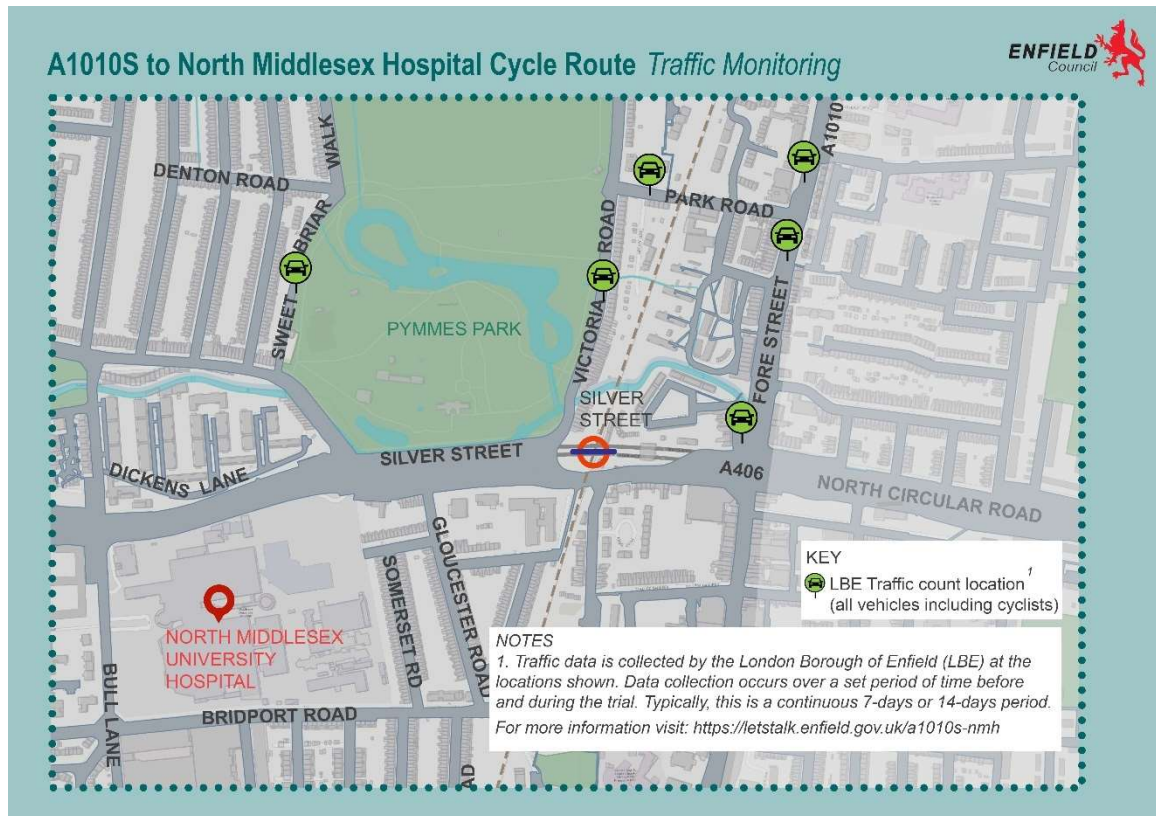 A1010S to North Middlesex Hospital Cycle Route Traffic Monitoring
ENFIELD
Council
A1010
WALK
DENTON ROAD
PARK ROAD
BRIAR
ROAD
SWEET
PYMMES PARK
VICTORIA
FORE STREET
SILVER
STREET
SILVER STREET
A406
DICKENS LANE
NORTH CIRCULAR ROAD
GLOUCESTER ROAD
SOMERSET RD
KEY
LBE Traffic count location 1
(all vehicles including cyclists)
NORTH MIDDLESEX
UNIVERSITY
HOSPITAL
BULL LANE
BRIDPORT ROAD
AD
NOTES
1. Traffic data is collected by the London Borough of Enfield (LBE) at the
locations shown. Data collection occurs over a set period of time before
and during the trial. Typically, this is a continuous 7-days or 14-days period.
For more information visit: https://letstalk.enfield.gov.uk/a1010s-nmh